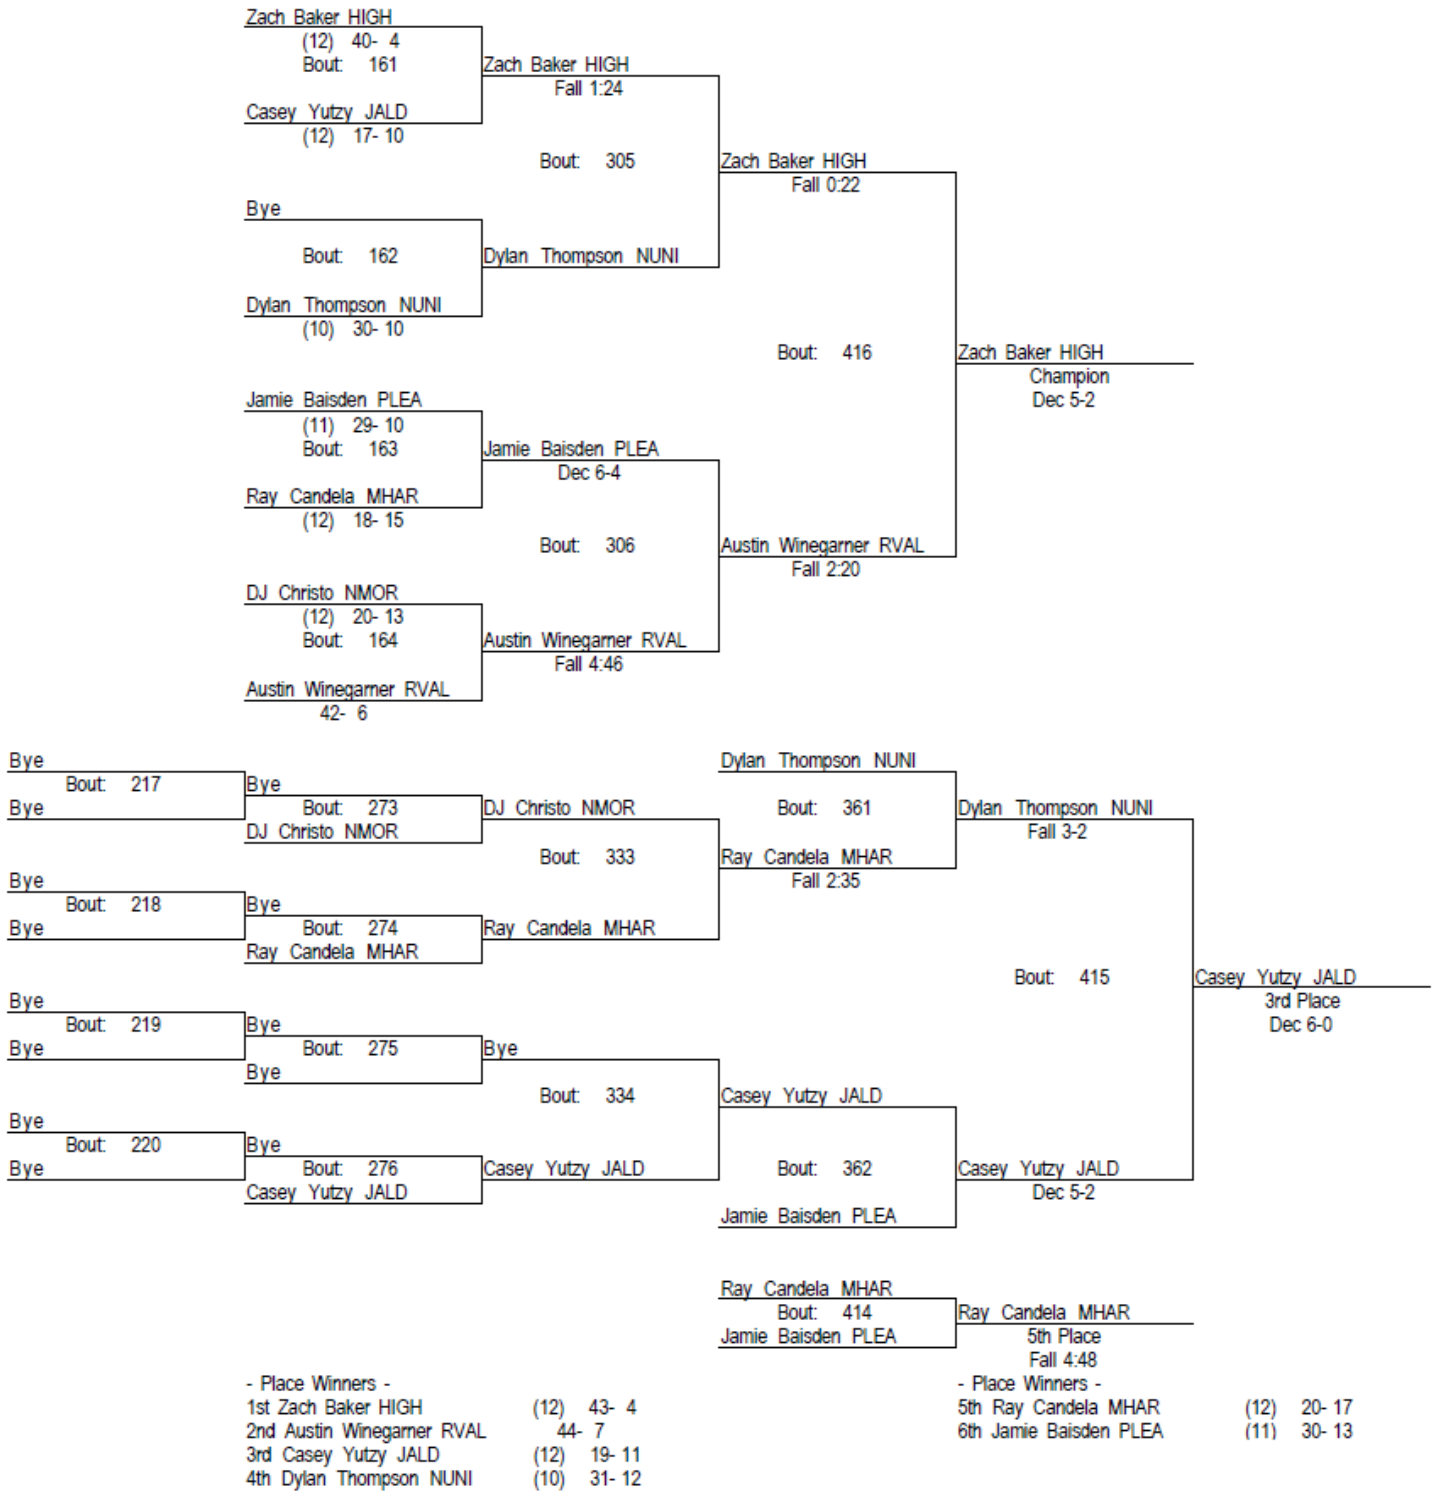 Zach Baker HIGH
(12) 40- 4
Bout: 161
Zach Baker HIGH
Fall 1:24
Casey Yutzy JALD
(12) 17- 10
Bout: 305
Zach Baker HIGH
Fall 0:22
Bye
Bout: 162
Dylan Thompson NUNI
Dylan Thompson NUNI
(10) 30- 10
Bout: 416
Zach Baker HIGH
Champion
Dec 5-2
Jamie Baisden PLEA
(11) 29- 10
Bout: 163
Jamie Baisden PLEA
Dec 6-4
Ray Candela MHAR
(12) 18- 15
Bout: 306
Austin Winegarner RVAL
Fall 2:20
DJ Christo NMOR
(12) 20- 13
Bout: 164
Austin Winegarner RVAL
Fall 4:46
Austin Winegarner RVAL
42- 6
Bye
Bout: 217
Bye
Bye
Bout: 273
DJ Christo NMOR
DJ Christo NMOR
Bout: 333
Dylan Thompson NUNI
Bout: 361
Dylan Thompson NUNI
Fall 3-2
Ray Candela MHAR
Fall 2:35
Bye
Bout: 218
Bye
Bye
Bout: 274
Ray Candela MHAR
Ray Candela MHAR
Bout: 415
Casey Yutzy JALD
3rd Place
Dec 6-0
Bye
Bout: 219
Bye
Bye
Bout: 275
Bye
Bye
Bout: 334
Casey Yutzy JALD
Bye
Bout: 220
Bye
Bye
Bout: 276
Casey Yutzy JALD
Casey Yutzy JALD
Bout: 362
Casey Yutzy JALD
Dec 5-2
Jamie Baisden PLEA
Ray Candela MHAR
Bout: 414
Jamie Baisden PLEA
Ray Candela MHAR
5th Place
Fall 4:48
- Place Winners -
1st Zach Baker HIGH (12) 43- 4
2nd Austin Winegarner RVAL 44- 7
3rd Casey Yutzy JALD (12) 19- 11
4th Dylan Thompson NUNI (10) 31- 12
- Place Winners -
5th Ray Candela MHAR (12) 20- 17
6th Jamie Baisden PLEA (11) 30- 13